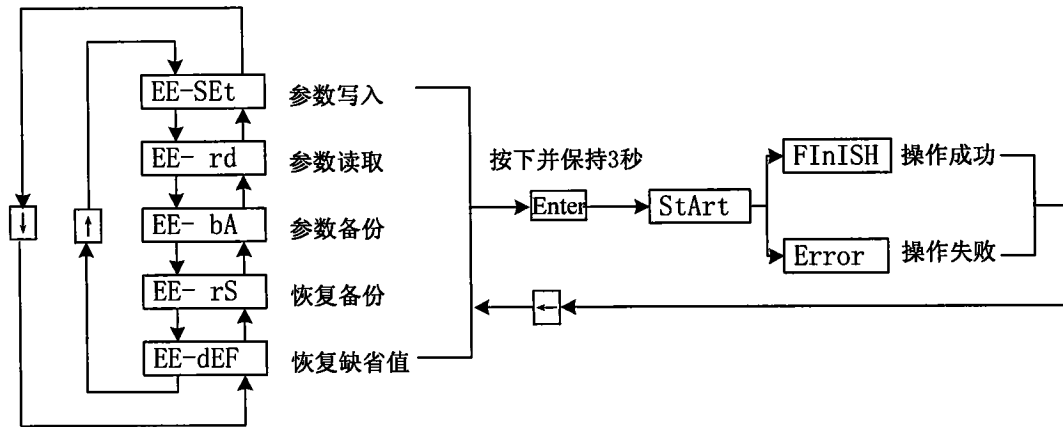 EE-SEt 参数写入
EE- rd 参数读取
EE- bA 参数备份
EE- rS 恢复备份
EE-dEF 恢复缺省值
↓
↑
按下并保持3秒
Enter
StArt
FInISH 操作成功
Error 操作失败
←